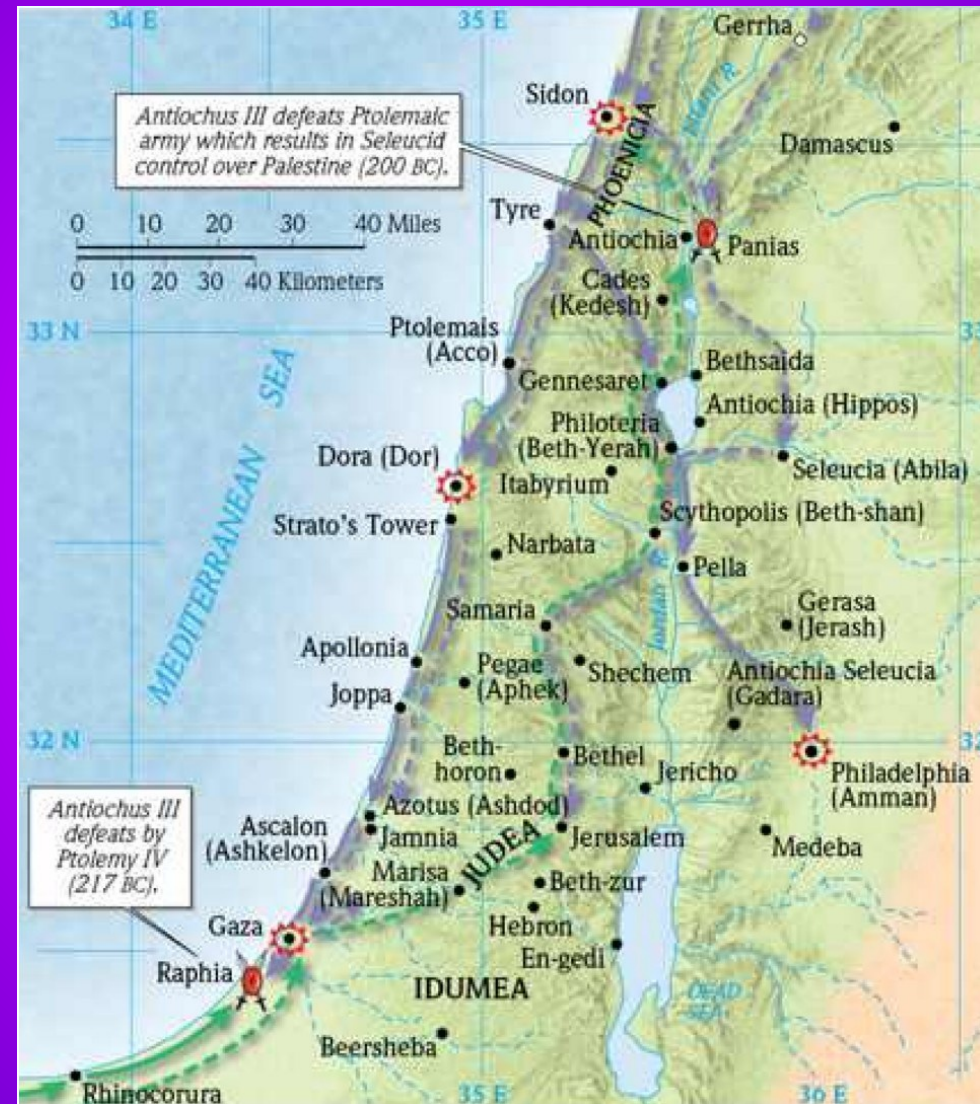 34 E
35 E
Gerrha
Sidon
Antiochus III defeats Ptolemaic
army which results in Seleucid
control over Palestine (200 BC).
PHOENICIA
Litani R
Damascus
0 10 20 30 40 Miles
0 10 20 30 40 Kilometers
Tyre
Antiochia
Panias
Cades
(Kedesh)
33 N
33
Ptolemais
(Acco)
Gennesaret
Bethsaida
Antiochia (Hippos)
Philoteria
(Beth-Yerah)
MEDITERRANEAN SEA
Dora (Dor)
Itabyrium
Seleucia (Abila)
Strato's Tower
Scythopolis (Beth-shan)
Narbata
Pella
Jordan R
Samaria
Gerasa
(Jerash)
Apollonia
Pegae
(Aphek)
Shechem
Antiochia Seleucia
(Gadara)
Joppa
32 N
32
Beth-
horon
Bethel
Jericho
Philadelphia
(Amman)
Antiochus III
defeats by
Ptolemy IV
(217 BC).
Azotus (Ashdod)
Ascalon
(Ashkelon)
Jamnia
JUDEA
Jerusalem
Medeba
Marisa
(Mareshah)
Beth-zur
Gaza
Hebron
En-gedi
Raphia
IDUMEA
DEAD
SEA
Beersheba
Rhinocorura
35 E
36 E